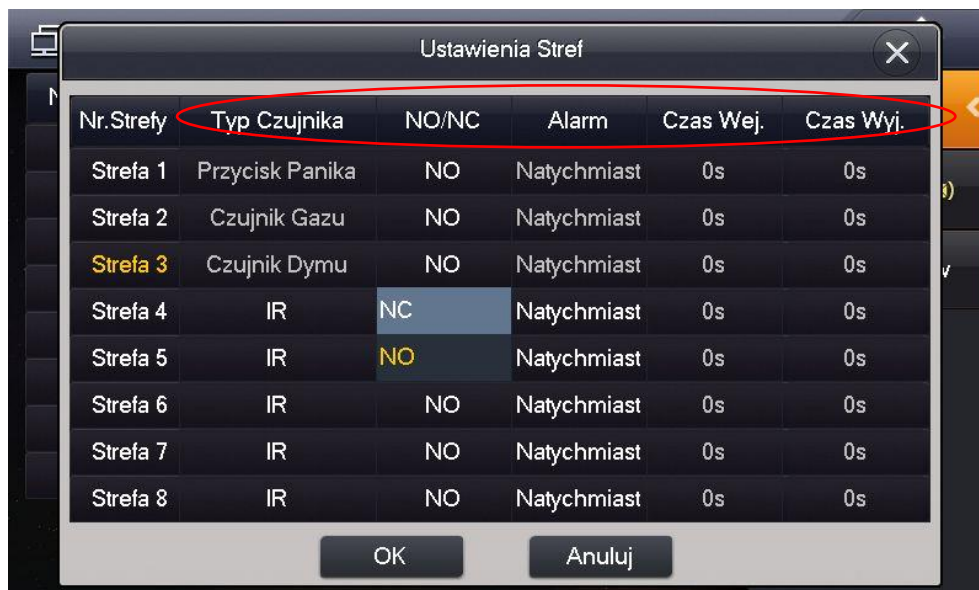 Ustawienia Stref
Nr.Strefy Typ Czujnika NO/NC Alarm Czas Wej. Czas Wyj.
Strefa 1 Przycisk Panika NO Natychmiast 0s 0s
Strefa 2 Czujnik Gazu NO Natychmiast 0s 0s
Strefa 3 Czujnik Dymu NO Natychmiast 0s 0s
Strefa 4 IR NC Natychmiast 0s 0s
Strefa 5 IR NO Natychmiast 0s 0s
Strefa 6 IR NO Natychmiast 0s 0s
Strefa 7 IR NO Natychmiast 0s 0s
Strefa 8 IR NO Natychmiast 0s 0s
OK Anuluj